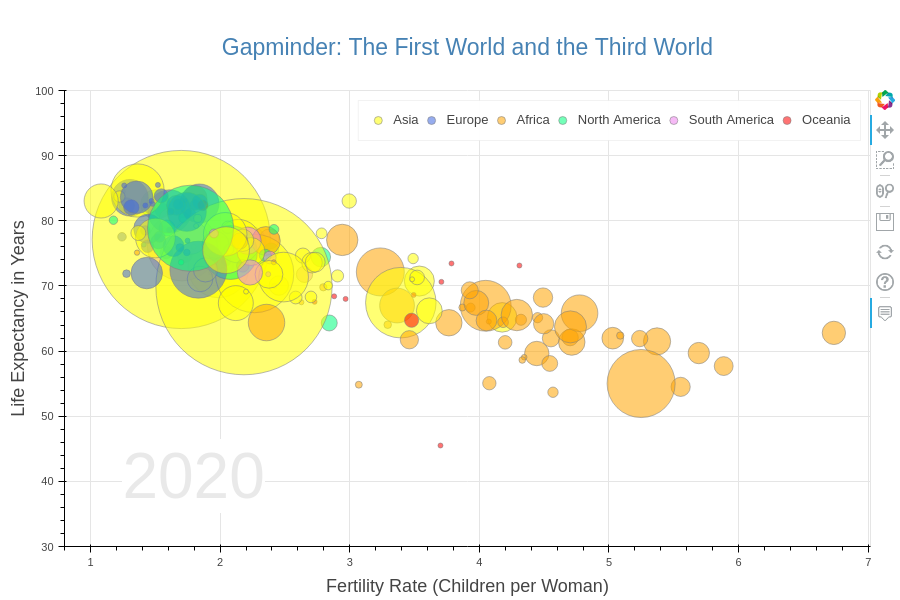 Gapminder: The First World and the Third World
Life Expectancy in Years
100
90
80
70
60
50
40
30
Asia Europe Africa North America South America Oceania
2020
1 2 3 4 5 6 7
Fertility Rate (Children per Woman)